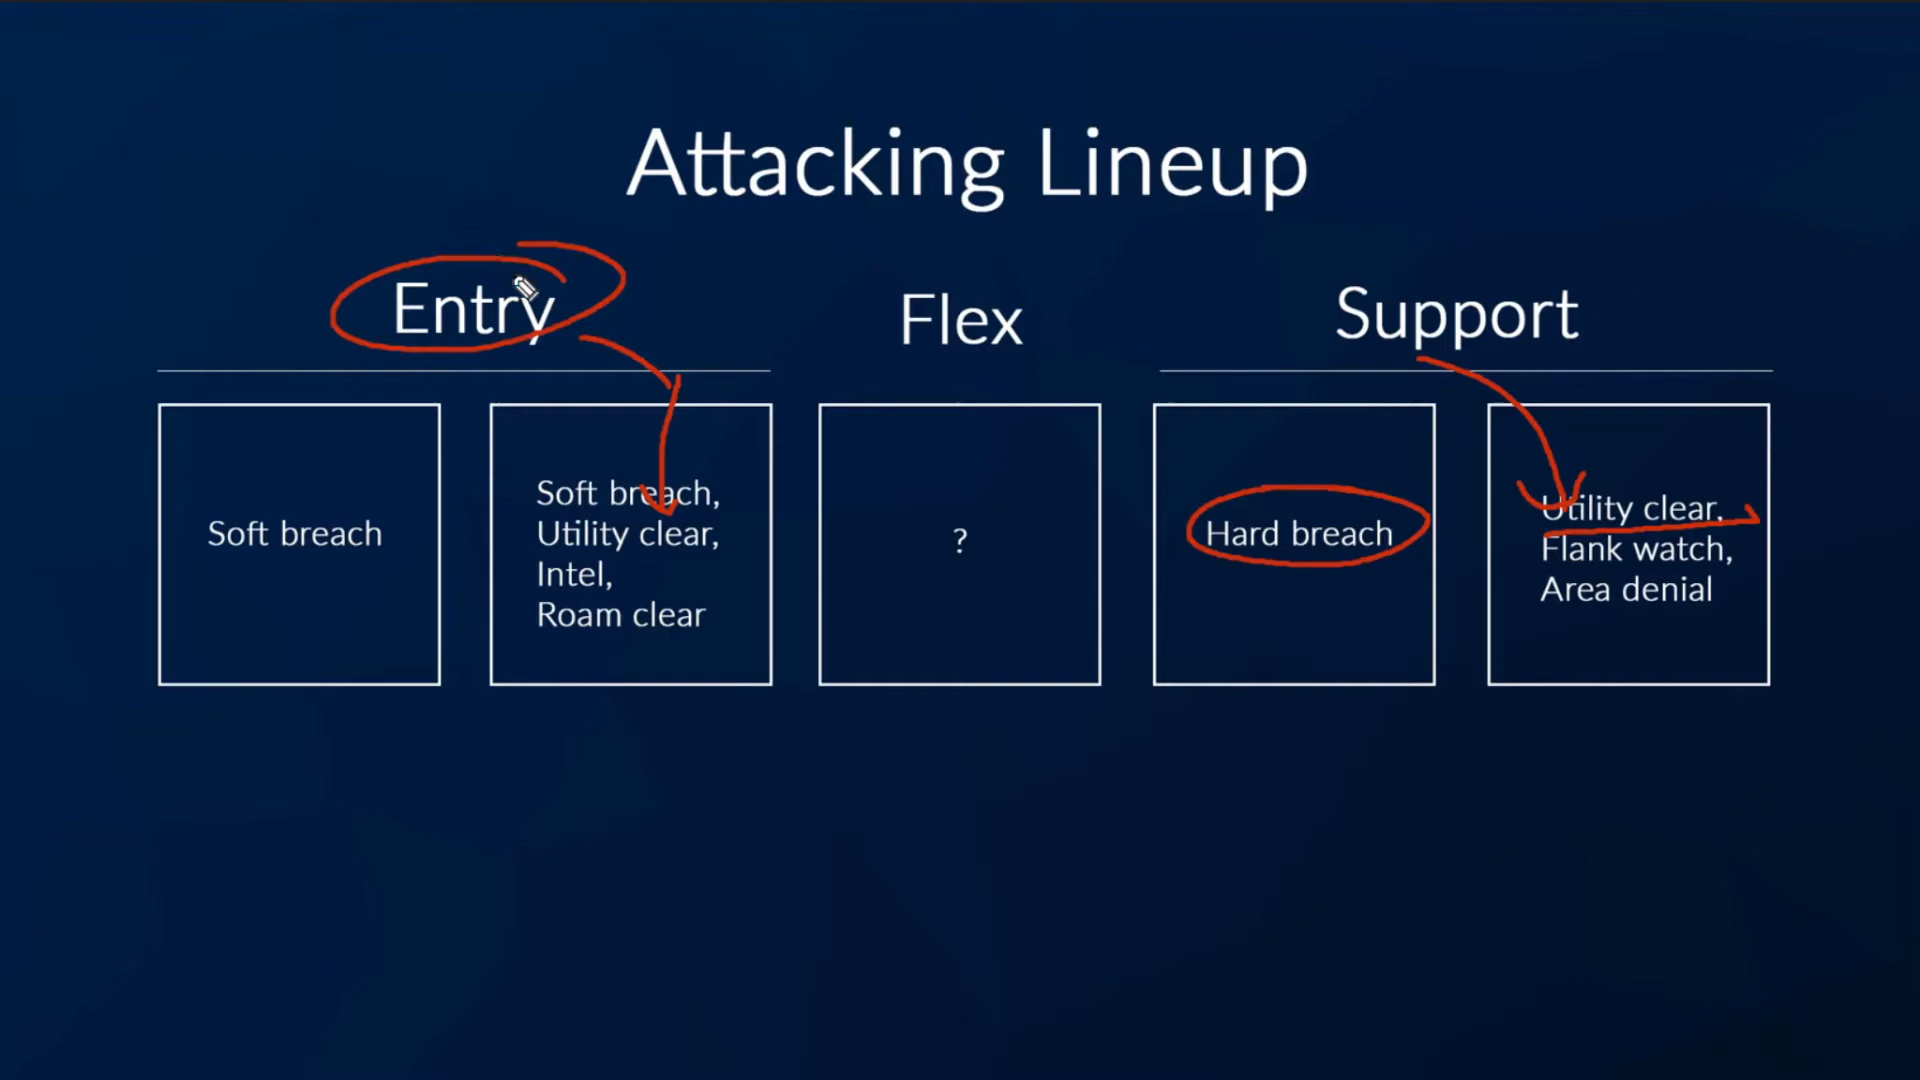 Attacking Lineup
Entry
Flex
Support
Soft breach
Soft breach,
Utility clear,
Intel,
Roam clear
?
Hard breach
Utility clear,
Flank watch,
Area denial